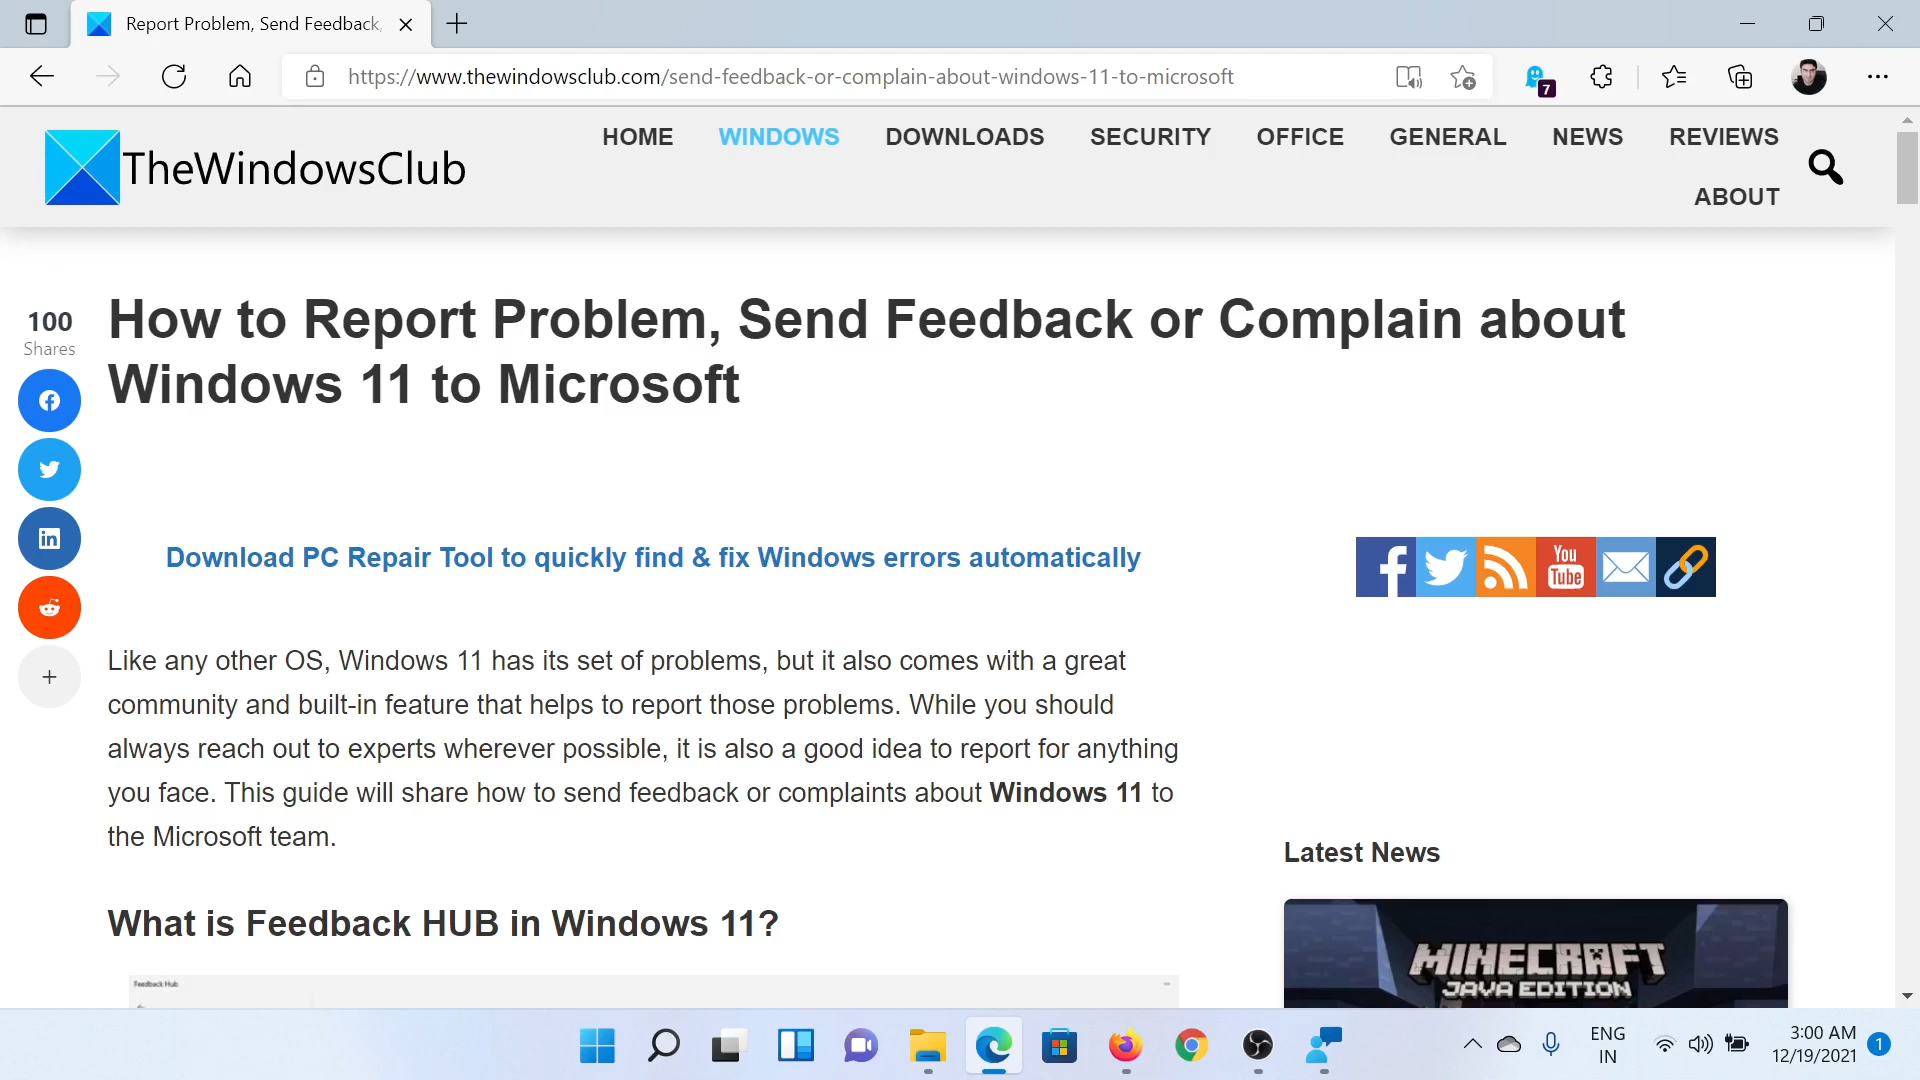 Report Problem, Send Feedback,
https://www.thewindowsclub.com/send-feedback-or-complain-about-windows-11-to-microsoft
7
TheWindowsClub
HOME WINDOWS DOWNLOADS SECURITY OFFICE GENERAL NEWS REVIEWS
ABOUT
100
Shares
How to Report Problem, Send Feedback or Complain about
Windows 11 to Microsoft
Download PC Repair Tool to quickly find & fix Windows errors automatically
You
Tube
Like any other OS, Windows 11 has its set of problems, but it also comes with a great
community and built-in feature that helps to report those problems. While you should
always reach out to experts wherever possible, it is also a good idea to report for anything
you face. This guide will share how to send feedback or complaints about Windows 11 to
the Microsoft team.
Latest News
What is Feedback HUB in Windows 11?
Feedback Hub
MINECRAFT
JAVA EDITION
ENG
IN
3:00 AM
12/19/2021
1